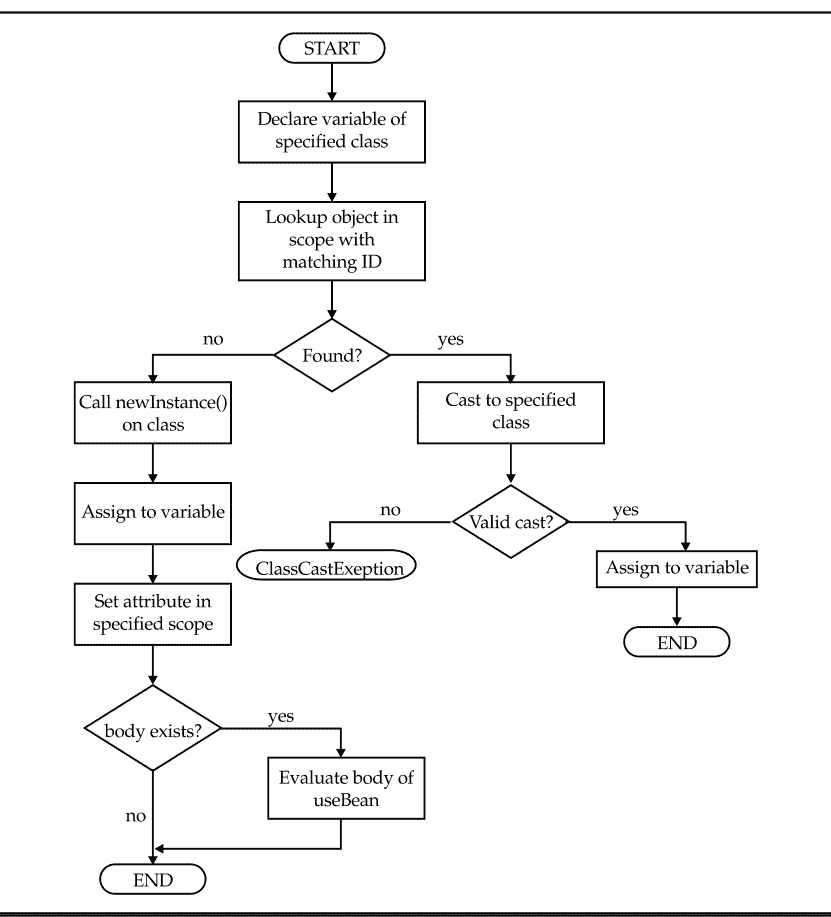 START
Declare variable of
specified class
Lookup object in
scope with
matching ID
Found?
no
yes
Call newInstance()
on class
Cast to specified
class
Assign to variable
Valid cast?
no
yes
ClassCastExeption
Assign to variable
Set attribute in
specified scope
END
body exists?
yes
Evaluate body of
useBean
no
END